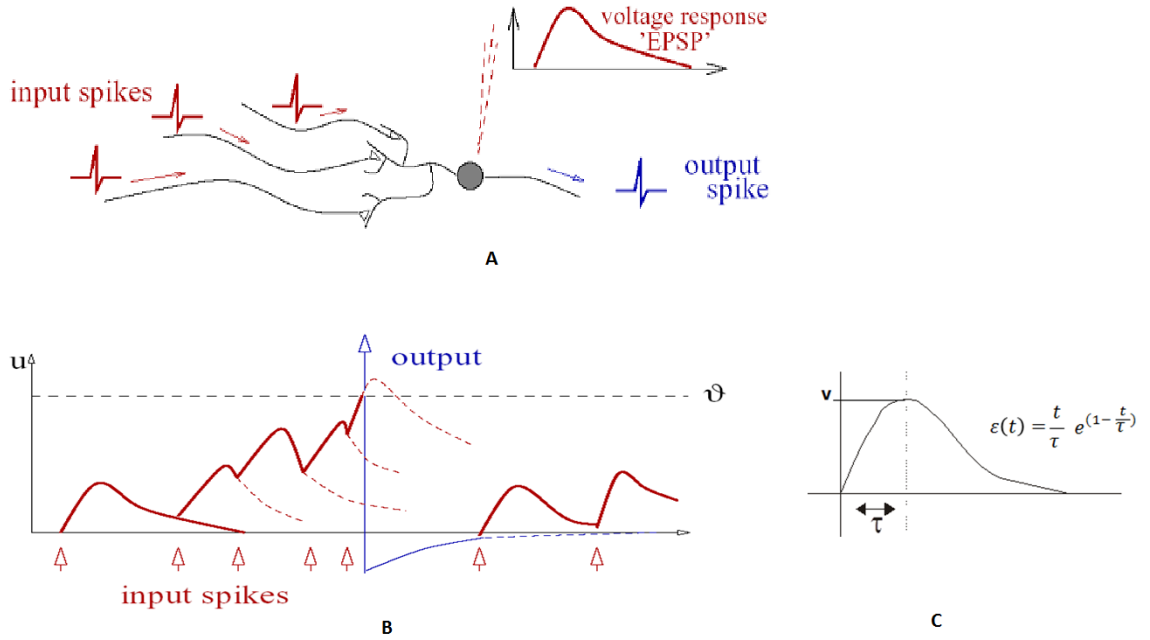 voltage response
'EPSP'
input spikes
output
spike
A
u
output
ϑ
input spikes
B
v
ε(t) = t/τ e^(1- t/τ)
τ
C